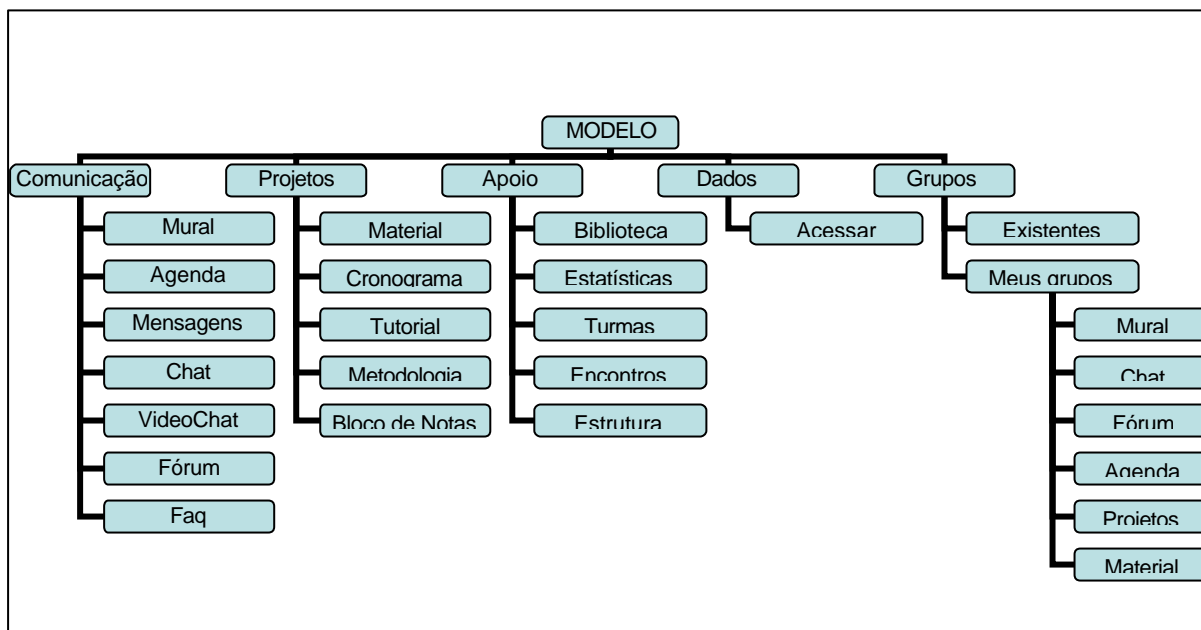 MODELO
Comunicação
Projetos
Apoio
Dados
Grupos
Mural
Agenda
Mensagens
Chat
VideoChat
Fórum
Faq
Material
Cronograma
Tutorial
Metodologia
Bloco de Notas
Biblioteca
Estatísticas
Turmas
Encontros
Estrutura
Acessar
Existentes
Meus grupos
Mural
Chat
Fórum
Agenda
Projetos
Material